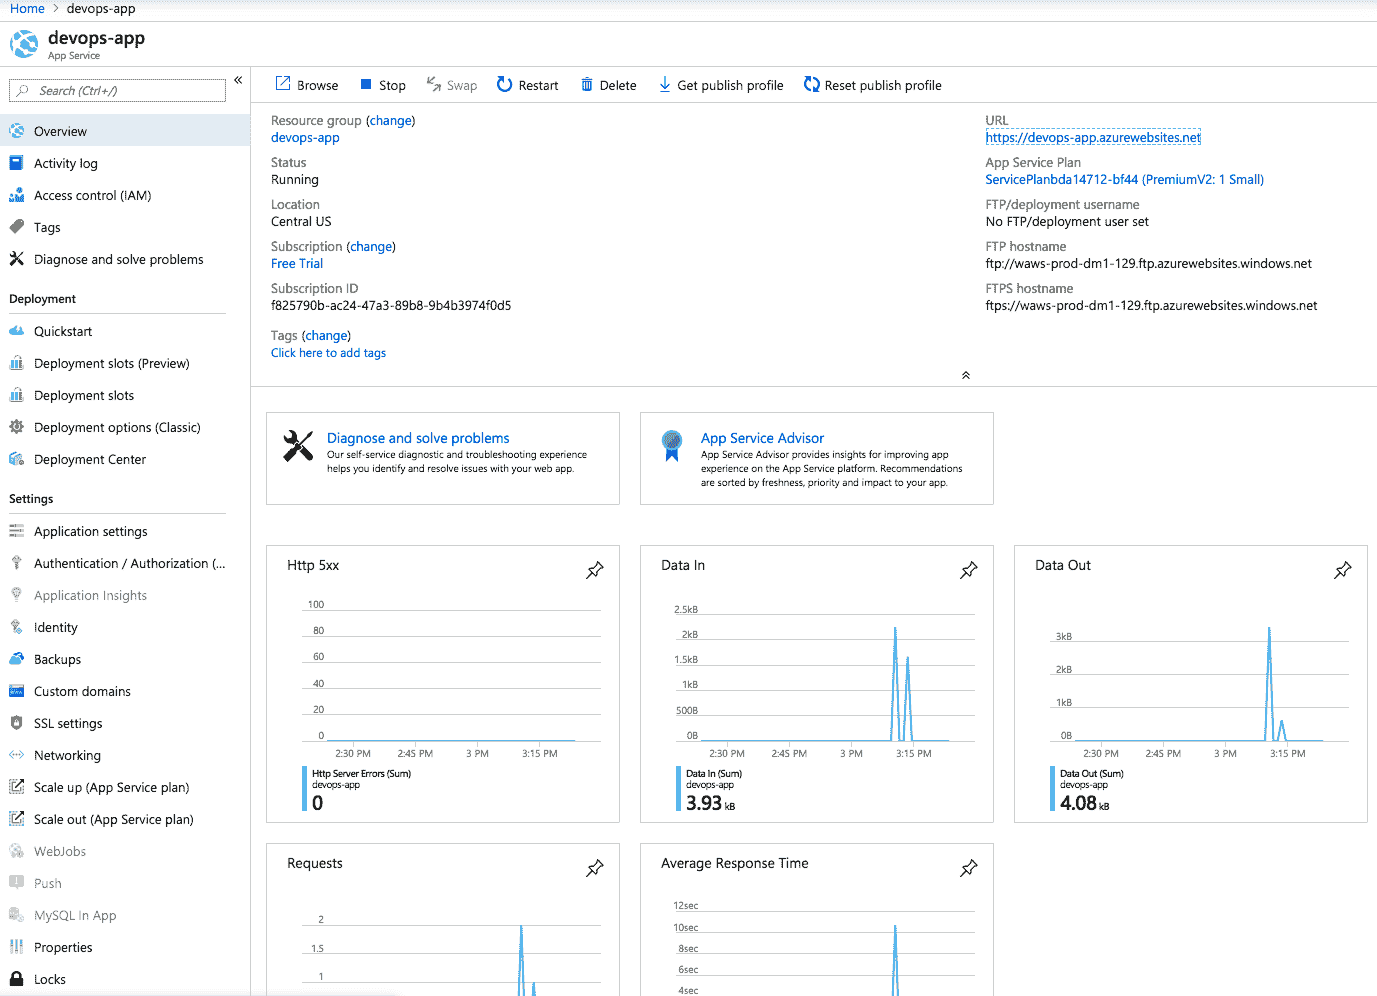 Home > devops-app
devops-app
App Service
Search (Ctrl+/)
«
Overview
Activity log
Access control (IAM)
Tags
Diagnose and solve problems
Deployment
Quickstart
Deployment slots (Preview)
Deployment slots
Deployment options (Classic)
Deployment Center
Settings
Application settings
Authentication / Authorization (...
Application Insights
Identity
Backups
Custom domains
SSL settings
Networking
Scale up (App Service plan)
Scale out (App Service plan)
WebJobs
Push
MySQL In App
Properties
Locks
Browse Stop Swap Restart Delete Get publish profile Reset publish profile
Resource group (change)
devops-app
Status
Running
Location
Central US
Subscription (change)
Free Trial
Subscription ID
f825790b-ac24-47a3-89b8-9b4b3974f0d5
Tags (change)
Click here to add tags
URL
https://devops-app.azurewebsites.net
App Service Plan
ServicePlanbda14712-bf44 (PremiumV2: 1 Small)
FTP/deployment username
No FTP/deployment user set
FTP hostname
ftp://waws-prod-dm1-129.ftp.azurewebsites.windows.net
FTPS hostname
ftps://waws-prod-dm1-129.ftp.azurewebsites.windows.net
Diagnose and solve problems
Our self-service diagnostic and troubleshooting experience
helps you identify and resolve issues with your web app.
App Service Advisor
App Service Advisor provides insights for improving app
experience on the App Service platform. Recommendations
are sorted by freshness, priority and impact to your app.
Http 5xx
100
80
60
40
20
0
2:30 PM 2:45 PM 3 PM 3:15 PM
Http Server Errors (Sum)
devops-app
0
Data In
2.5kB
2kB
1.5kB
1kB
500B
0B
2:30 PM 2:45 PM 3 PM 3:15 PM
Data In (Sum)
devops-app
3.93 kB
Data Out
3kB
2kB
1kB
0B
2:30 PM 2:45 PM 3 PM 3:15 PM
Data Out (Sum)
devops-app
4.08 kB
Requests
2
1.5
1
Average Response Time
12sec
10sec
8sec
6sec
4sec